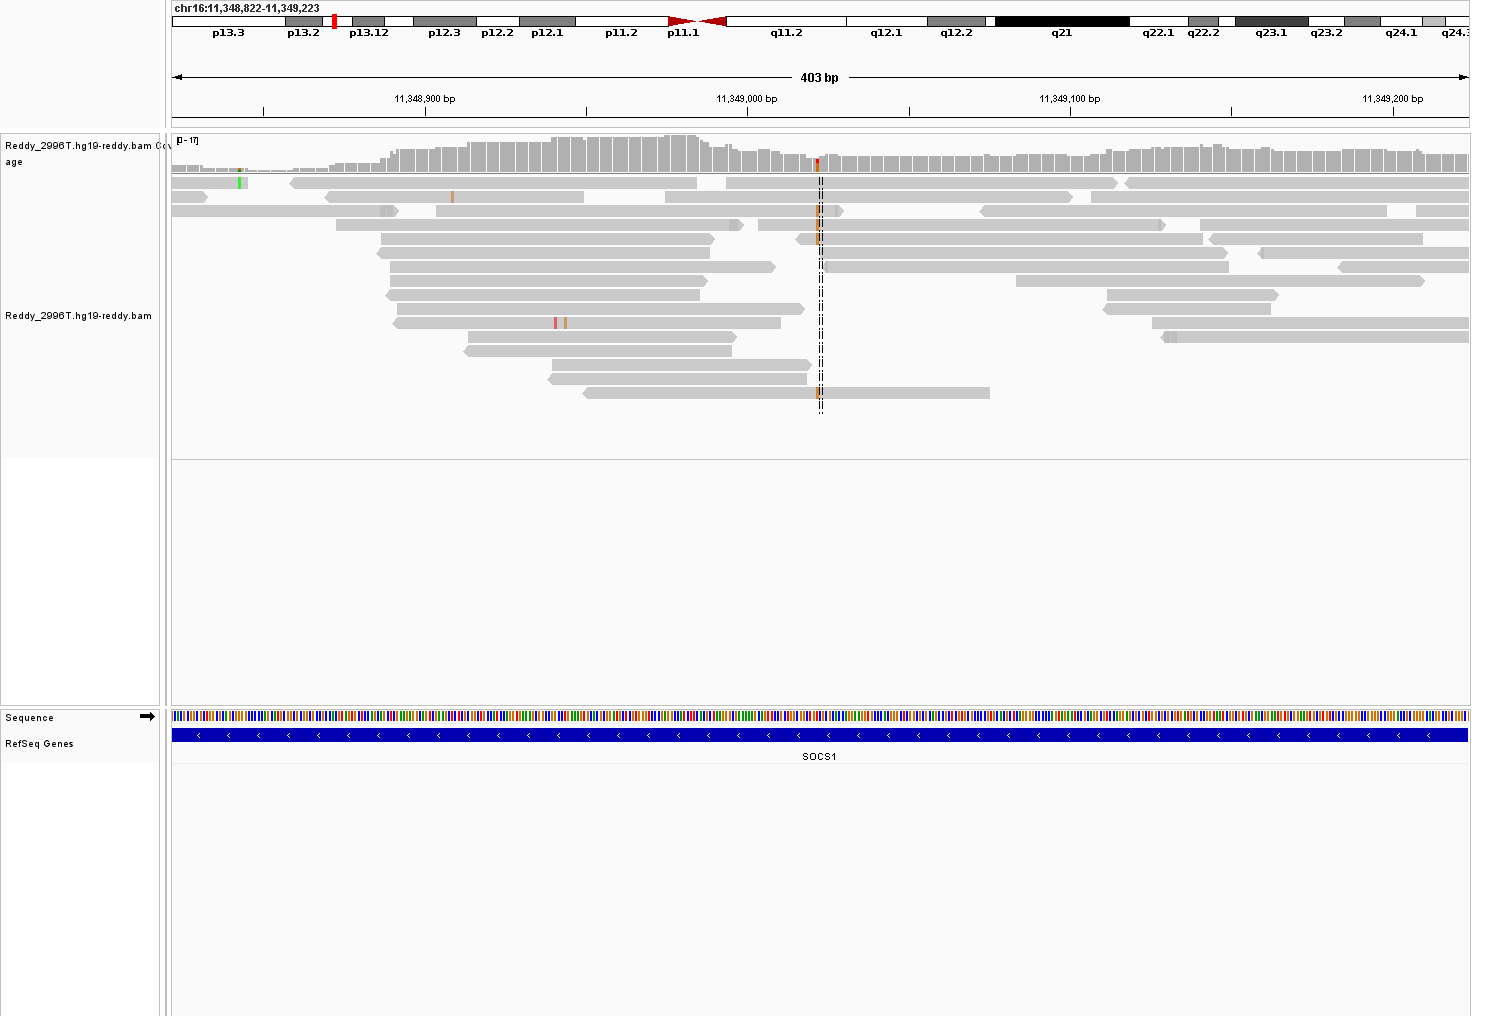 chr16:11,348,822-11,349,223
p13.3 p13.2 p13.12 p12.3 p12.2 p12.1 p11.2 p11.1 q11.2 q12.1 q12.2 q21 q22.1 q22.2 q23.1 q23.2 q24.1 q24.3
403 bp
11,348,900 bp 11,349,000 bp 11,349,100 bp 11,349,200 bp
Reddy_2996T.hg19-reddy.bam Cov
age
[0 - 17]
Reddy_2996T.hg19-reddy.bam
Sequence
RefSeq Genes
SOCS1